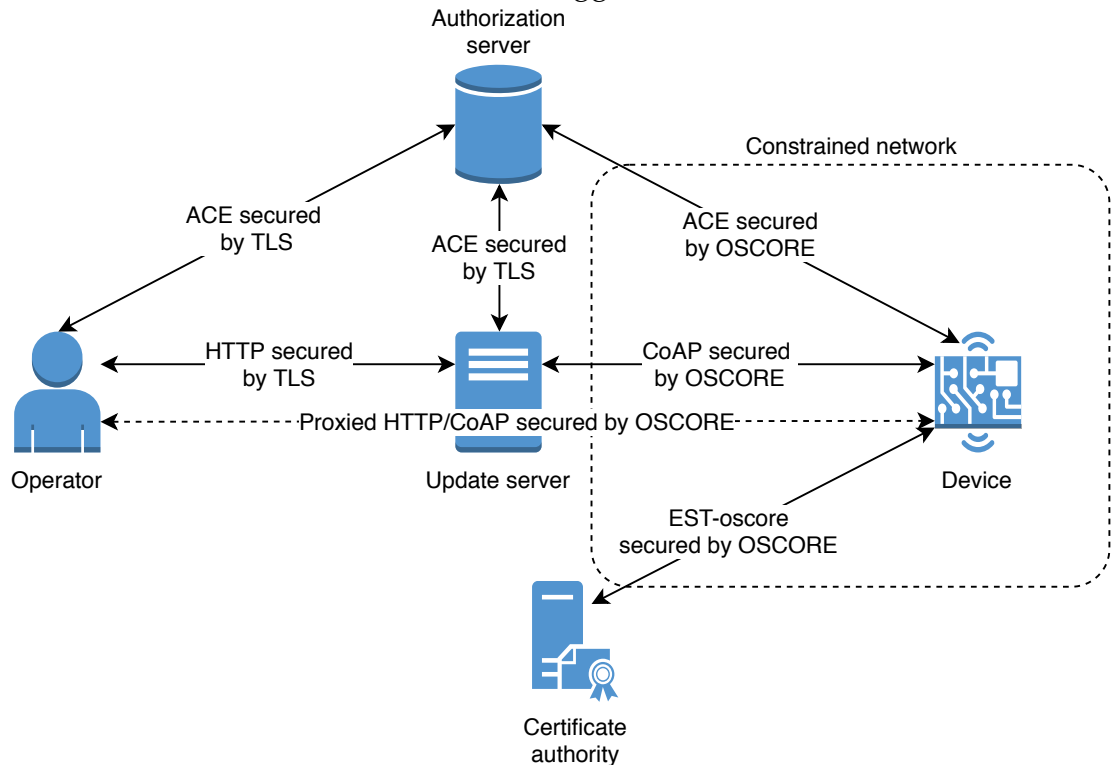 Authorization
server
Constrained network
ACE secured
by TLS
ACE secured
by TLS
ACE secured
by OSCORE
HTTP secured
by TLS
CoAP secured
by OSCORE
Proxied HTTP/CoAP secured by OSCORE
Operator
Update server
Device
EST-oscore
secured by OSCORE
Certificate
authority